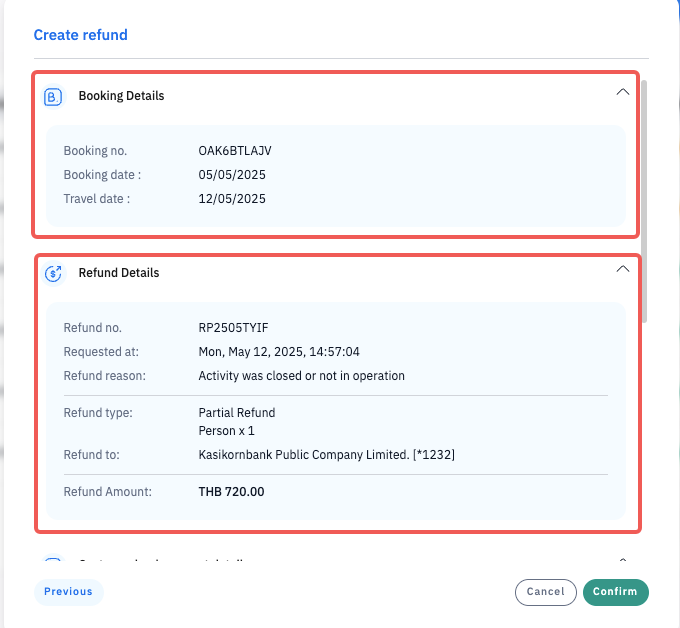 Create refund
B.
Booking Details
Booking no. OAK6BTLAJV
Booking date : 05/05/2025
Travel date : 12/05/2025
$
Refund Details
Refund no. RP2505TYIF
Requested at: Mon, May 12, 2025, 14:57:04
Refund reason: Activity was closed or not in operation
Refund type: Partial Refund
Person x 1
Refund to: Kasikornbank Public Company Limited. [*1232]
Refund Amount: THB 720.00
Previous
Cancel
Confirm